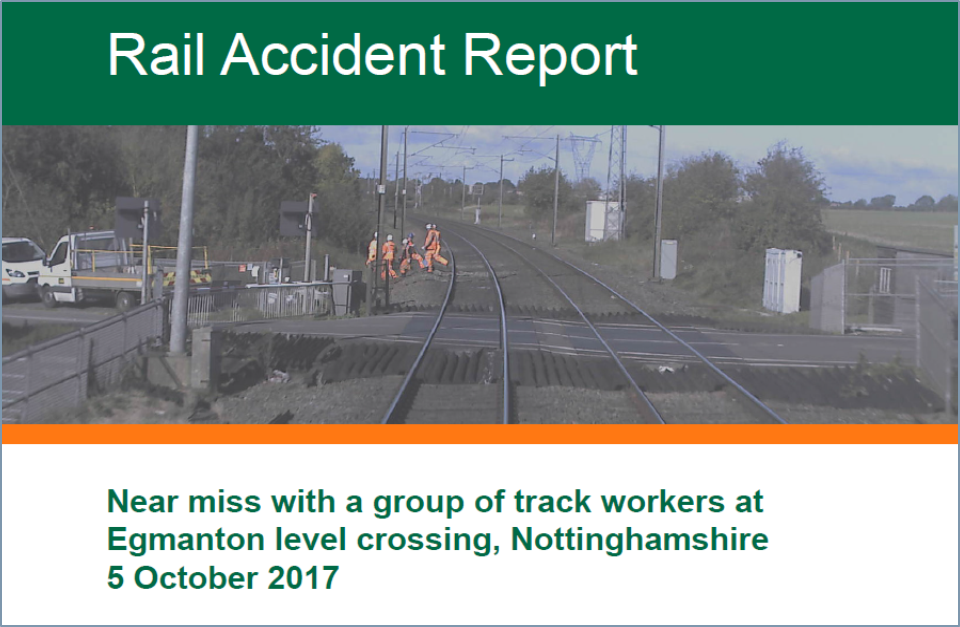 Rail Accident Report
Near miss with a group of track workers at
Egmanton level crossing, Nottinghamshire
5 October 2017